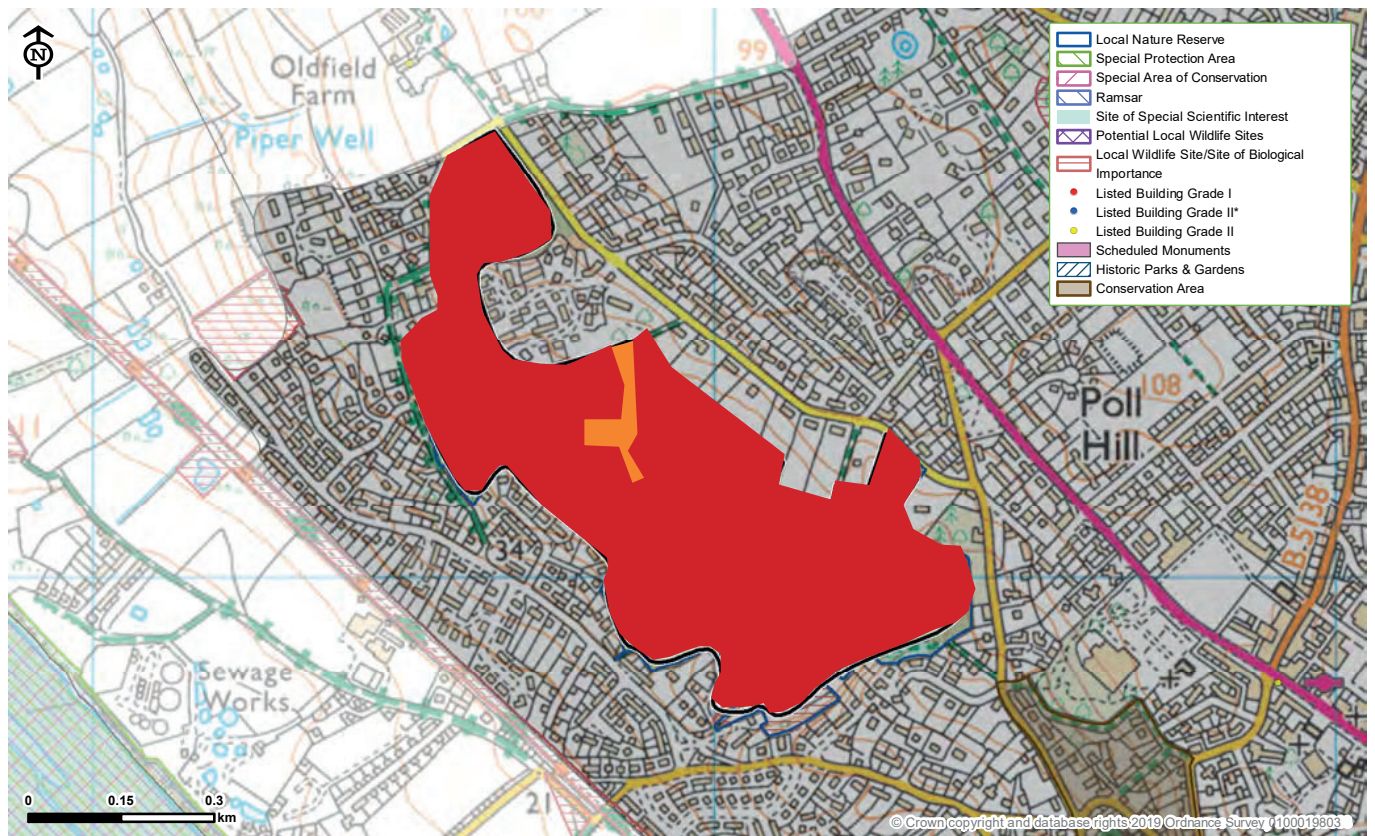 N
Oldfield
Farm
Piper Well
99
Local Nature Reserve
Special Protection Area
Special Area of Conservation
Ramsar
Site of Special Scientific Interest
Potential Local Wildlife Sites
Local Wildlife Site/Site of Biological
Importance
Listed Building Grade I
Listed Building Grade II*
Listed Building Grade II
Scheduled Monuments
Historic Parks & Gardens
Conservation Area
108
Poll
Hill
11
34
B 5138
Sewage
Works
21
0 0.15 0.3
km
© Crown copyright and database rights 2019 Ordnance Survey 0100019803